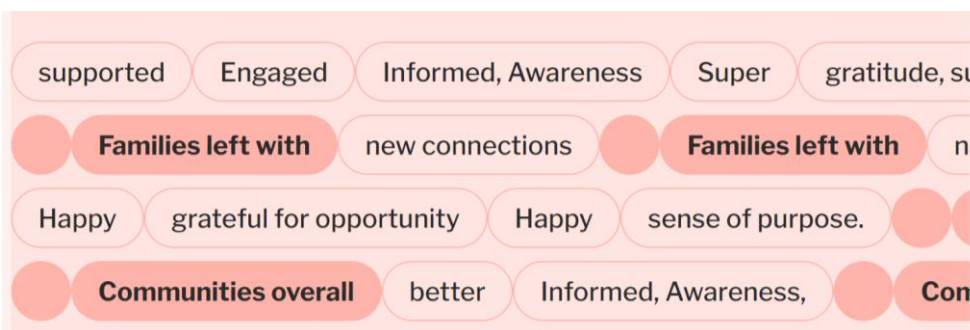 supported Engaged Informed, Awareness Super gratitude,
Families left with new connections Families left with
Happy grateful for opportunity Happy sense of purpose.
Communities overall better Informed, Awareness,